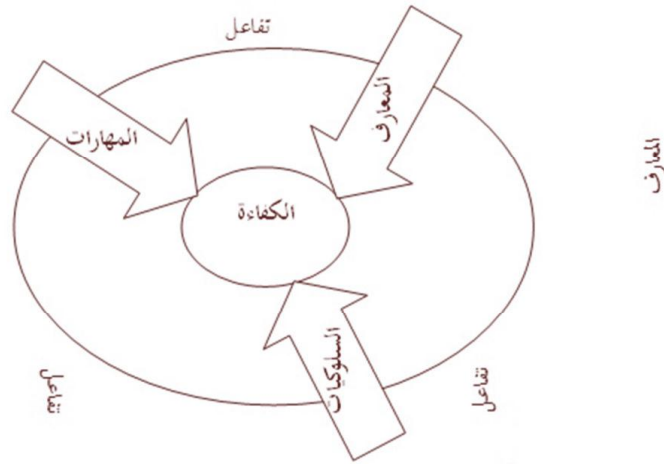 تفاعل
المعارف
المهارات
المعارف
الكفاءة
السلوكيات
تفاعل
تفاعل